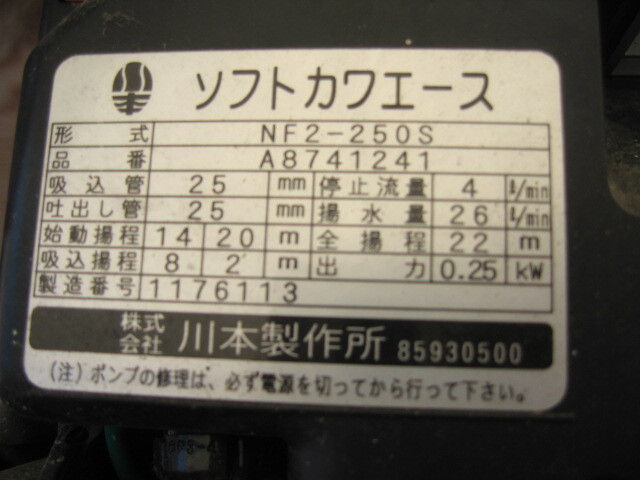 ソフトカワエース
形式 NF2-250S
品番 A8741241
吸込管 25 mm 停止流量 4 ℓ/min
吐出し管 25 mm 揚水量 26 ℓ/min
始動揚程 14 20 m 全揚程 22 m
吸込揚程 8 2 m 出力 0.25 kW
製造番号 1176113
株式会社 川本製作所 85930500
(注)ポンプの修理は、必ず電源を切ってから行って下さい。